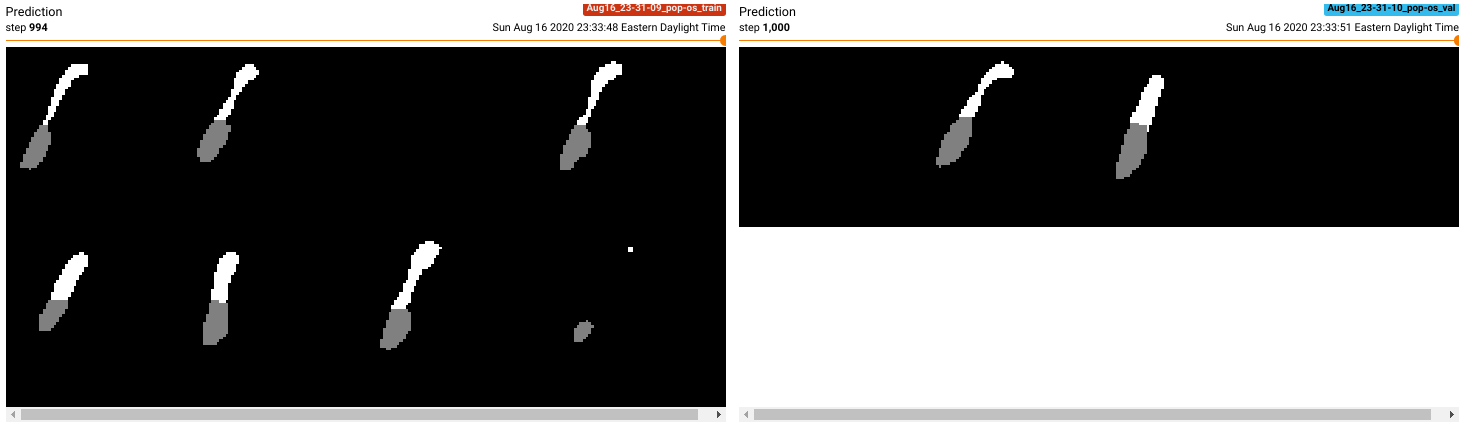 Prediction
Aug16_23-31-09_pop-os_train
step 994
Sun Aug 16 2020 23:33:48 Eastern Daylight Time
Prediction
Aug16_23-31-10_pop-os_val
step 1,000
Sun Aug 16 2020 23:33:51 Eastern Daylight Time